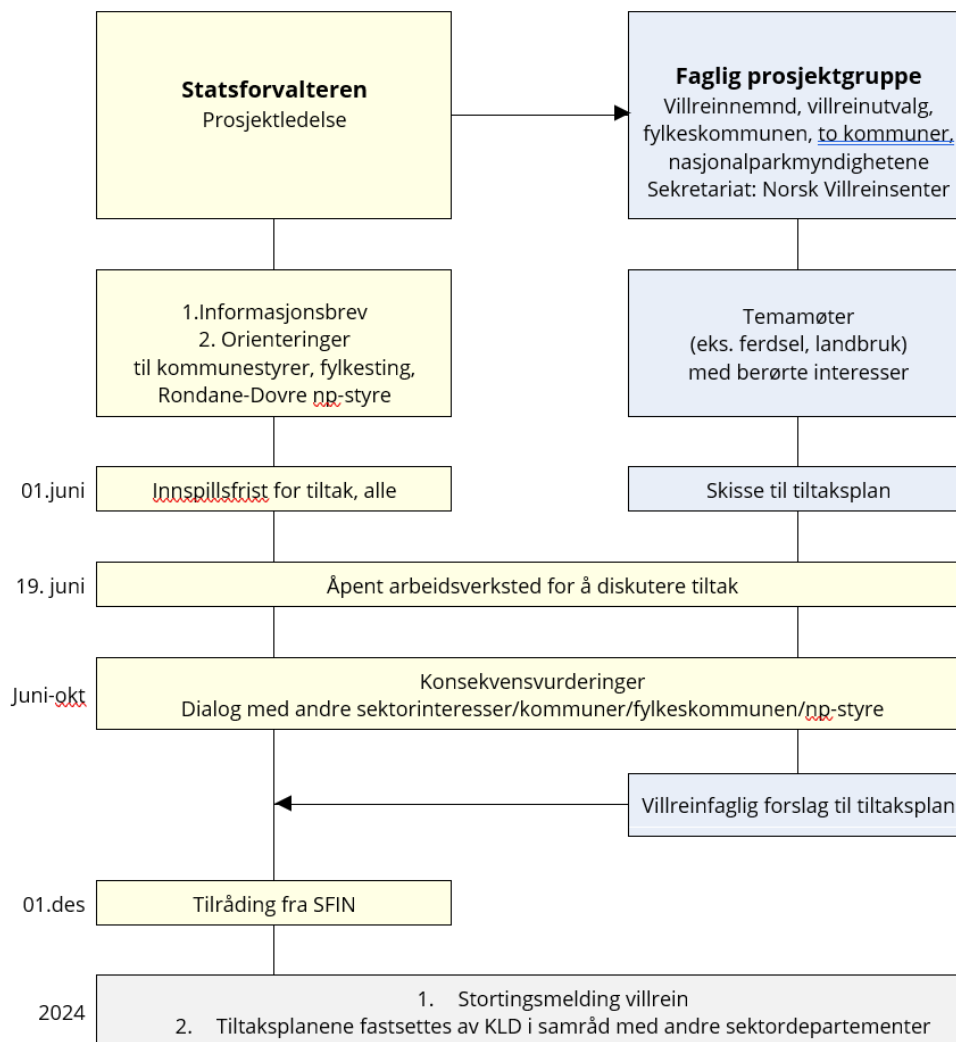 Statsforvalteren
Prosjektledelse
Faglig prosjektgruppe
Villreinnemnd, villreinutvalg,
fylkeskommunen, to kommuner,
nasjonalparkmyndighetene
Sekretariat: Norsk Villreinsenter
1.Informasjonsbrev
2. Orienteringer
til kommunestyrer, fylkesting,
Rondane-Dovre np-styre
Temamøter
(eks. ferdsel, landbruk)
med berørte interesser
01.juni
Innspillsfrist for tiltak, alle
Skisse til tiltaksplan
19. juni
Åpent arbeidsverksted for å diskutere tiltak
Juni-okt
Konsekvensvurderinger
Dialog med andre sektorinteresser/kommuner/fylkeskommunen/np-styre
Villreinfaglig forslag til tiltaksplan
01.des
Tilråding fra SFIN
2024
1. Stortingsmelding villrein
2. Tiltaksplanene fastsettes av KLD i samråd med andre sektordepartementer